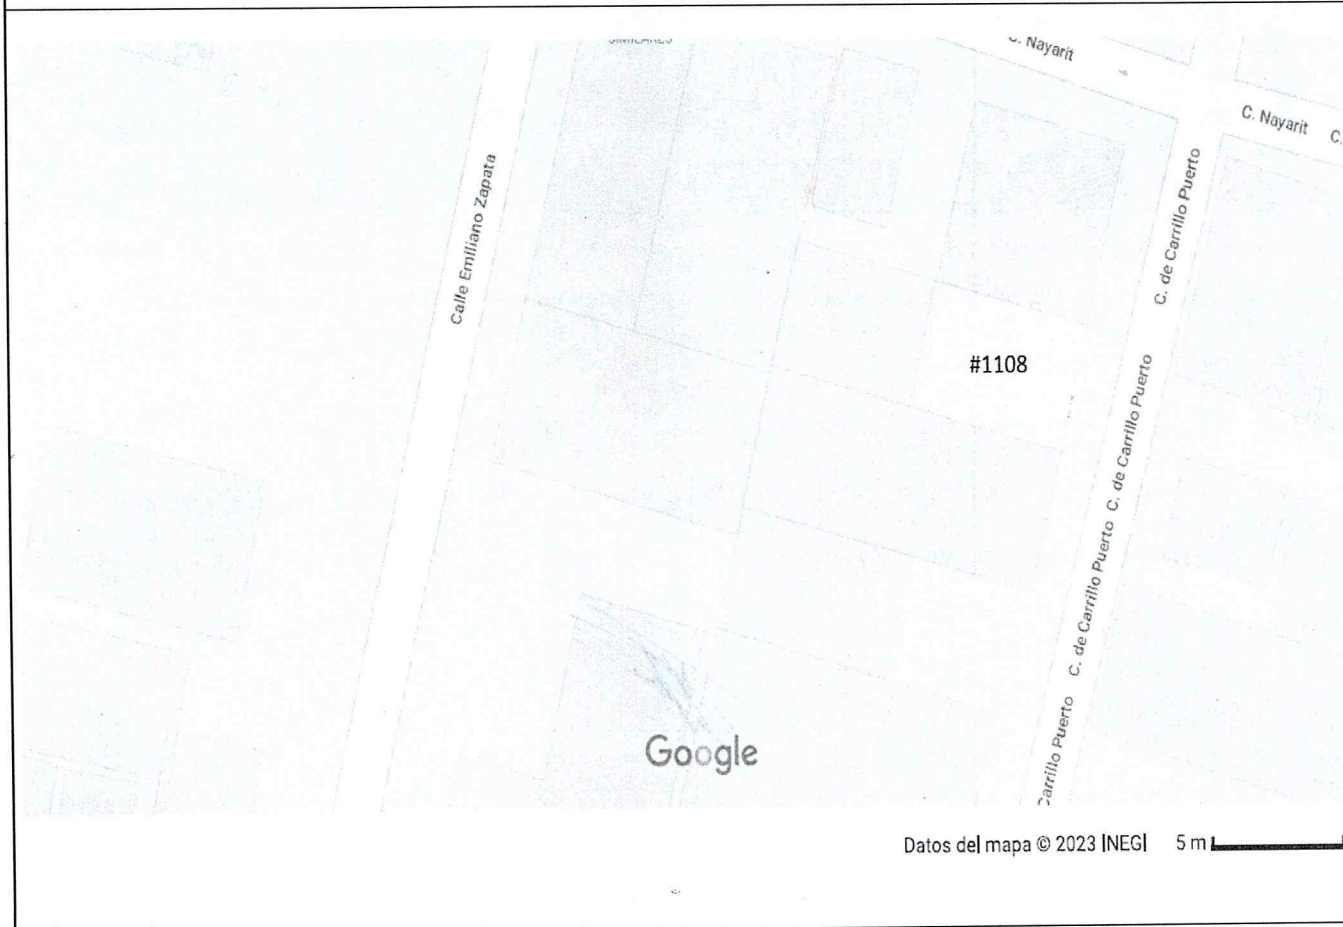 C. Nayarit
C. Nayarit
C.
Calle Emiliano Zapata
C. de Carrillo Puerto
#1108
C. de Carrillo Puerto
C. de Carrillo Puerto
Carrillo Puerto
Google
Datos del mapa © 2023 INEGI 5 m